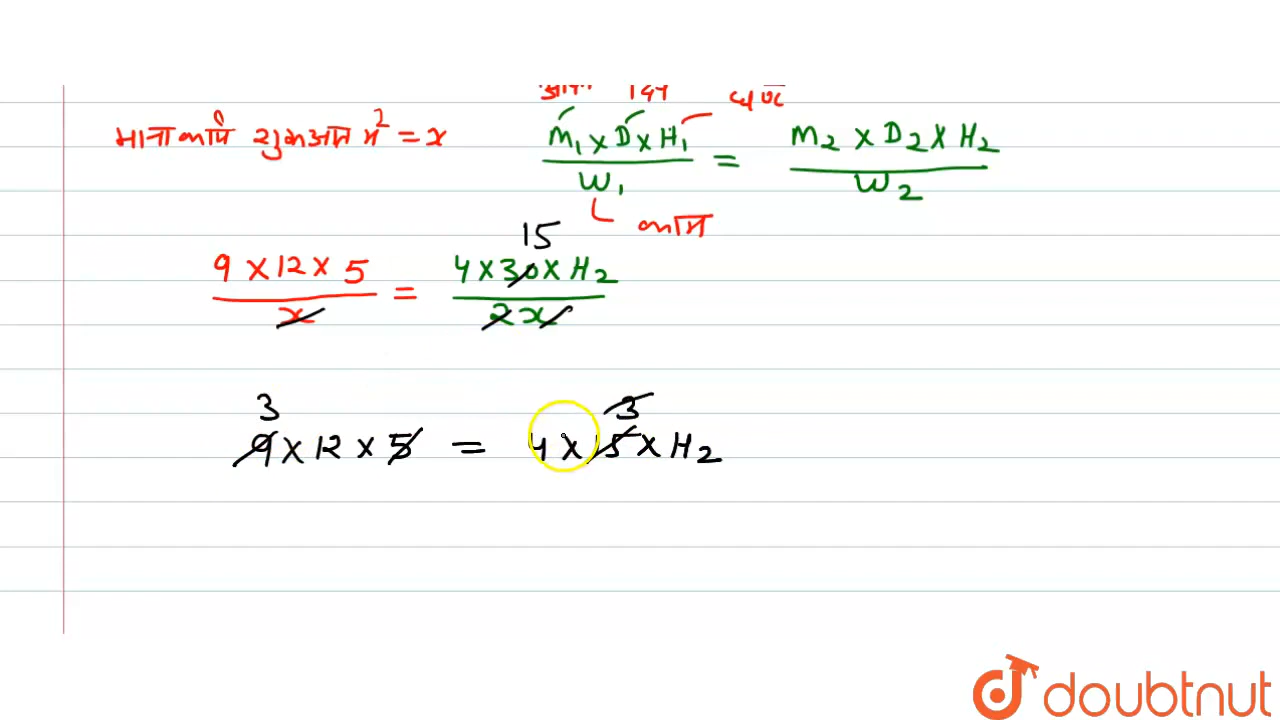 = x
M₁ × D × H₁ / W₁ = M₂ × D₂ × H₂ / W₂
15
9 × 12 × 5 / x = 4 × 30 × H₂ / 2x
3 3
9 × 12 × 5 = 4 × 15 × H₂
doubtnut